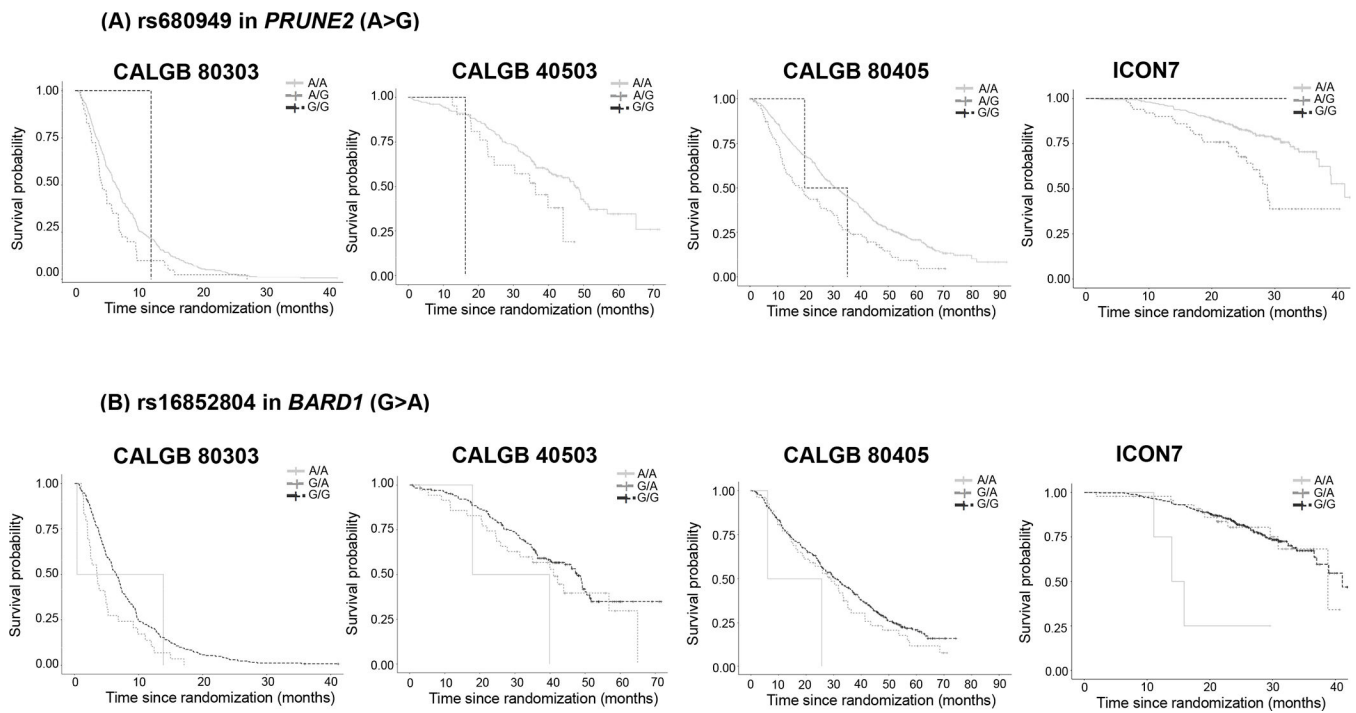 (A) rs680949 in PRUNE2 (A>G)
CALGB 80303
A/A
A/G
G/G
Survival probability
1.00
0.75
0.50
0.25
0.00
0 10 20 30 40
Time since randomization (months)
CALGB 40503
A/A
A/G
G/G
Survival probability
1.00
0.75
0.50
0.25
0.00
0 10 20 30 40 50 60 70
Time since randomization (months)
CALGB 80405
A/A
A/G
G/G
Survival probability
1.00
0.75
0.50
0.25
0.00
0 10 20 30 40 50 60 70 80 90
Time since randomization (months)
ICON7
A/A
A/G
G/G
Survival probability
1.00
0.75
0.50
0.25
0.00
0 10 20 30 40
Time since randomization (months)
(B) rs16852804 in BARD1 (G>A)
CALGB 80303
A/A
G/A
G/G
Survival probability
1.00
0.75
0.50
0.25
0.00
0 10 20 30 40
Time since randomization (months)
CALGB 40503
A/A
G/A
G/G
Survival probability
1.00
0.75
0.50
0.25
0.00
0 10 20 30 40 50 60 70
Time since randomization (months)
CALGB 80405
A/A
G/A
G/G
Survival probability
1.00
0.75
0.50
0.25
0.00
0 10 20 30 40 50 60 70 80 90
Time since randomization (months)
ICON7
A/A
G/A
G/G
Survival probability
1.00
0.75
0.50
0.25
0.00
0 10 20 30 40
Time since randomization (months)